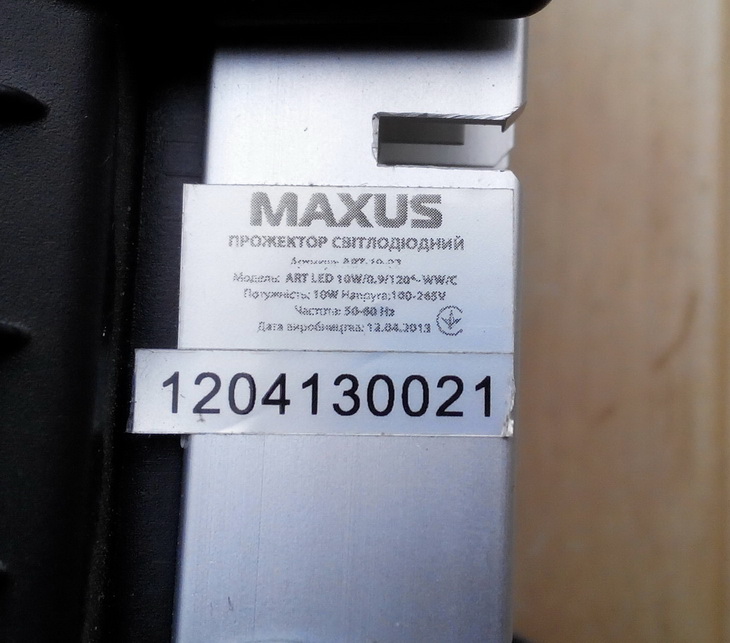 MAXUS
ПРОЖЕКТОР СВІТЛОДІОДНИЙ
Модель: ART LED 10W/0.9/120°-WW/C
Потужність: 10W Напруга:100-265V
Частота: 50-60 Hz
Дата виробництва: 12.04.2013
1204130021